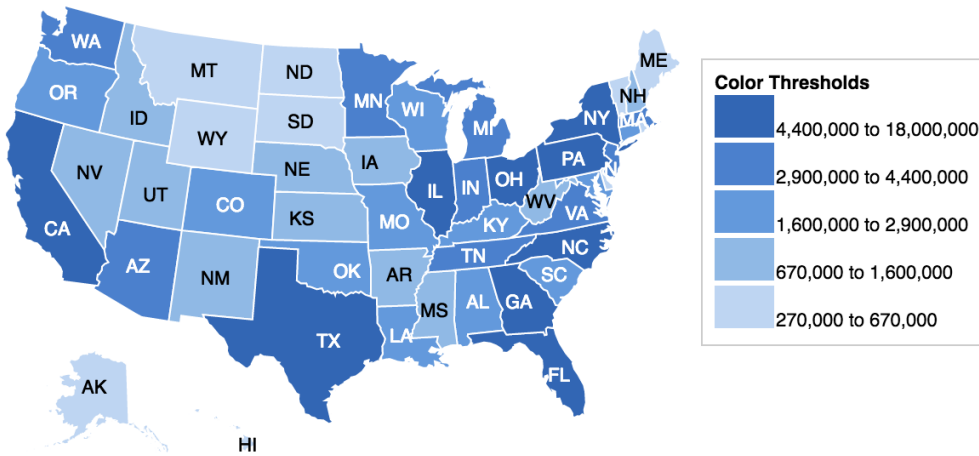 WA
MT
ND
ME
OR
MN
NH
ID
SD
WI
NY
MA
WY
MI
NV
NE
IA
PA
N
UT
CO
IL
IN
OH
WV
VA
CA
KS
MO
KY
AZ
NM
OK
TN
NC
AR
SC
TX
MS
AL
GA
LA
FL
AK
HI
Color Thresholds
4,400,000 to 18,000,000
2,900,000 to 4,400,000
1,600,000 to 2,900,000
670,000 to 1,600,000
270,000 to 670,000